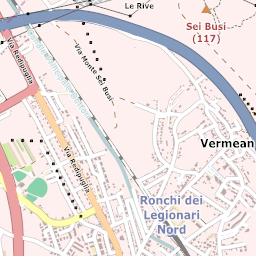 Le Rive
Sei Busi
(117)
Via Redipuglia
Via Monte Sei Busi
Via Redipuglia
Vermean
Ronchi dei
Legionari
Nord